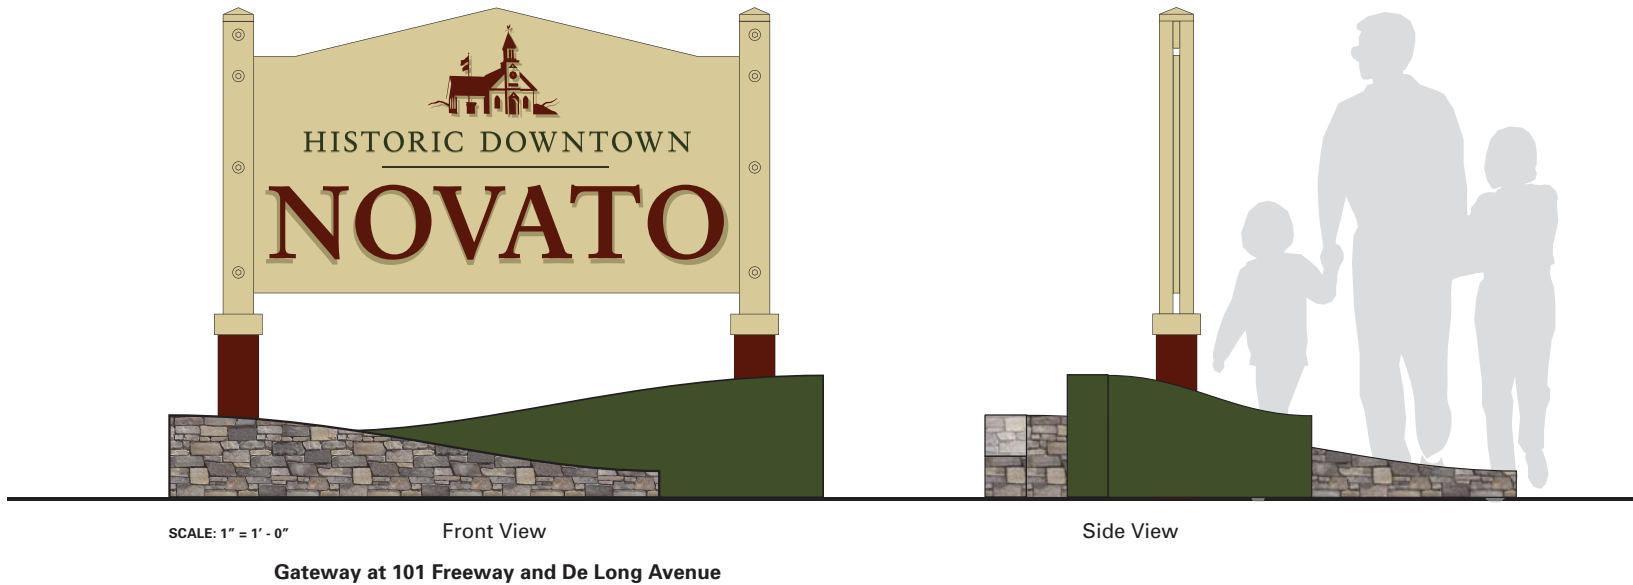 HISTORIC DOWNTOWN
NOVATO
SCALE: 1” = 1’ - 0”
Front View
Side View
Gateway at 101 Freeway and De Long Avenue